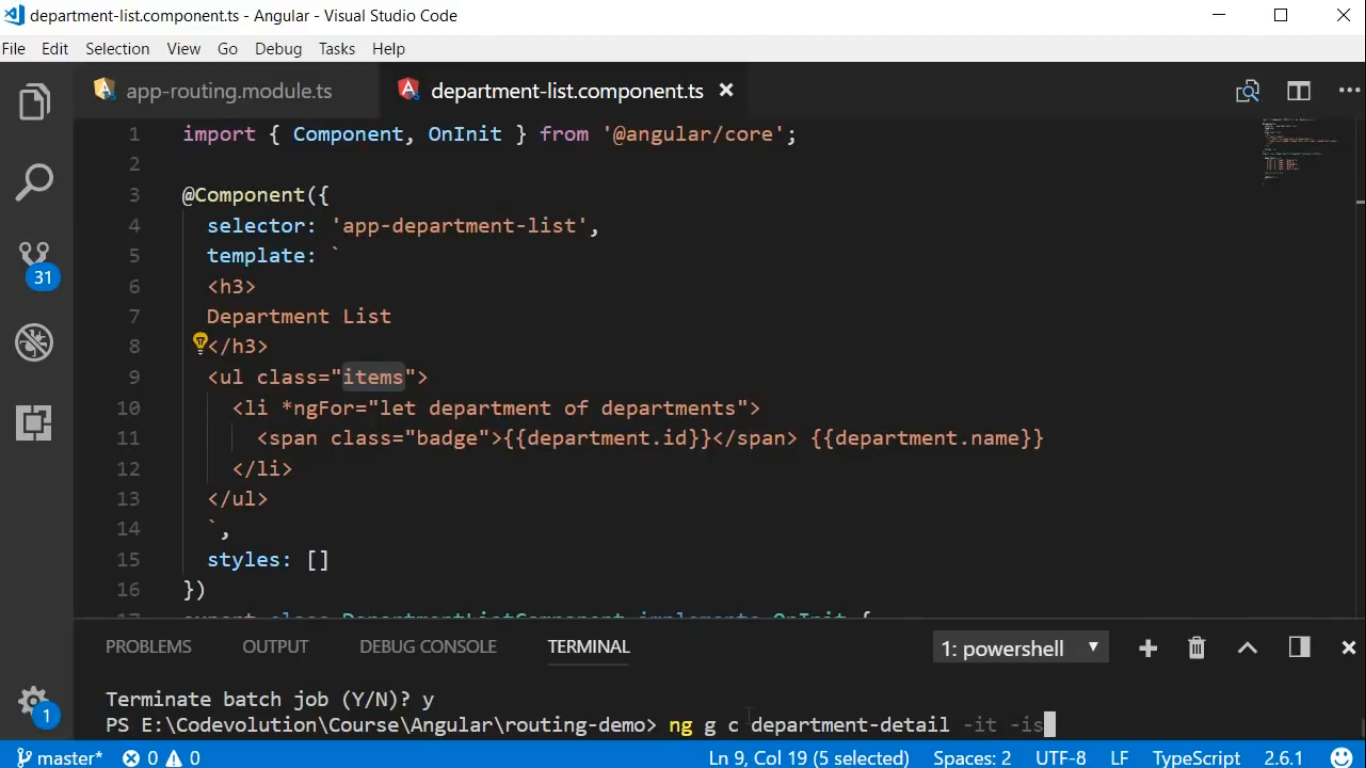 department-list.component.ts - Angular - Visual Studio Code
File Edit Selection View Go Debug Tasks Help
app-routing.module.ts department-list.component.ts
1 import { Component, OnInit } from '@angular/core';
2
3 @Component({
4 selector: 'app-department-list',
5 template: `
6 <h3>
7 Department List
8 </h3>
9 <ul class="items">
10 <li *ngFor="let department of departments">
11 <span class="badge">{{department.id}}</span> {{department.name}}
12 </li>
13 </ul>
14 `,
15 styles: []
16 })
17 export class DepartmentListComponent implements OnInit {
31
PROBLEMS OUTPUT DEBUG CONSOLE TERMINAL 1: powershell
Terminate batch job (Y/N)? y
PS E:\Codevolution\Course\Angular\routing-demo> ng g c department-detail -it -is
1
master* 0 0 Ln 9, Col 19 (5 selected) Spaces: 2 UTF-8 LF TypeScript 2.6.1